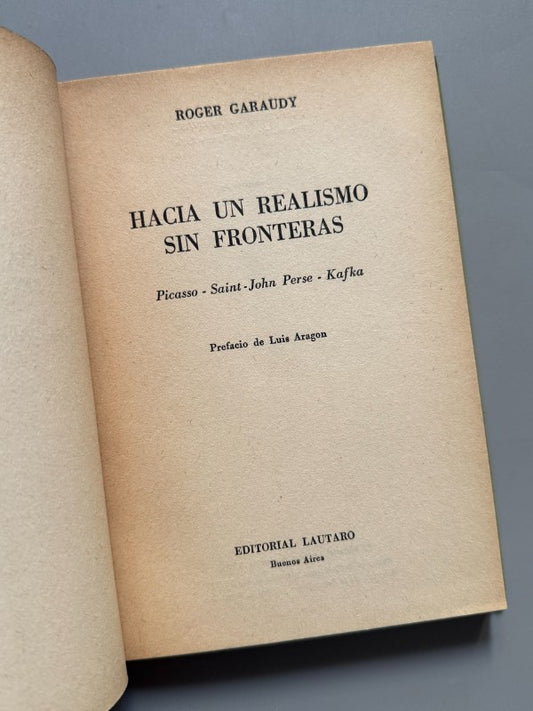 ROGER GARAUDY
HACIA UN REALISMO
SIN FRONTERAS
Picasso - Saint-John Perse - Kafka
Prefacio de Luis Aragon
EDITORIAL LAUTARO
Buenos Aires